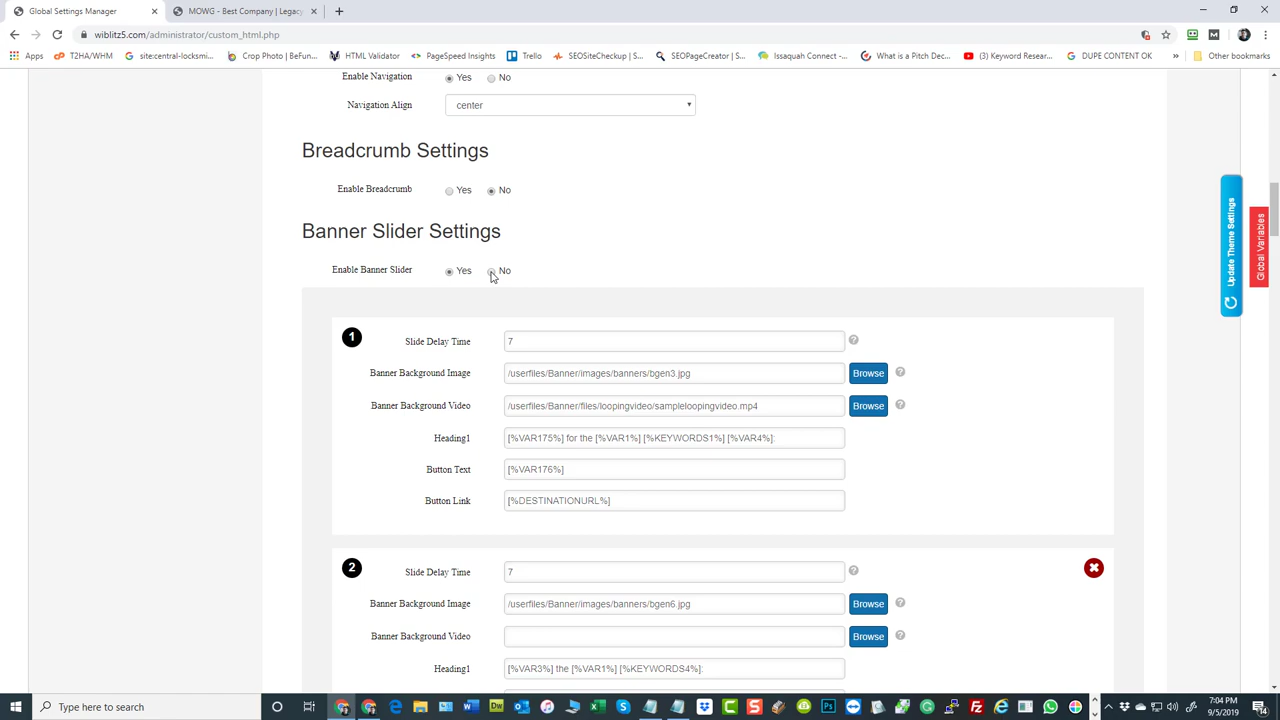 Global Settings Manager
MOWG - Best Company | Legacy
wiblitz5.com/administrator/custom_html.php
Apps
T2HA/WHM
site:central-locksmi...
Crop Photo | BeFun...
HTML Validator
PageSpeed Insights
Trello
SEOSiteCheckup | S...
SEOPageCreator | S...
Issaquah Connect -...
What is a Pitch Dec...
(3) Keyword Resear...
DUPE CONTENT OK
»
Other bookmarks
Enable Navigation
Yes
No
Navigation Align
center
Breadcrumb Settings
Enable Breadcrumb
Yes
No
Banner Slider Settings
Enable Banner Slider
Yes
No
Update Theme Settings
Global Variables
1
Slide Delay Time
7
Banner Background Image
/userfiles/Banner/images/banners/bgen3.jpg
Browse
Banner Background Video
/userfiles/Banner/files/loopingvideo/sampleloopingvideo.mp4
Browse
Heading1
[%VAR175%] for the [%VAR1%] [%KEYWORDS1%] [%VAR4%]:
Button Text
[%VAR176%]
Button Link
[%DESTINATIONURL%]
2
Slide Delay Time
7
Banner Background Image
/userfiles/Banner/images/banners/bgen6.jpg
Browse
Banner Background Video
Browse
Heading1
[%VAR3%] the [%VAR1%] [%KEYWORDS4%]:
Type here to search
7:04 PM
9/5/2019